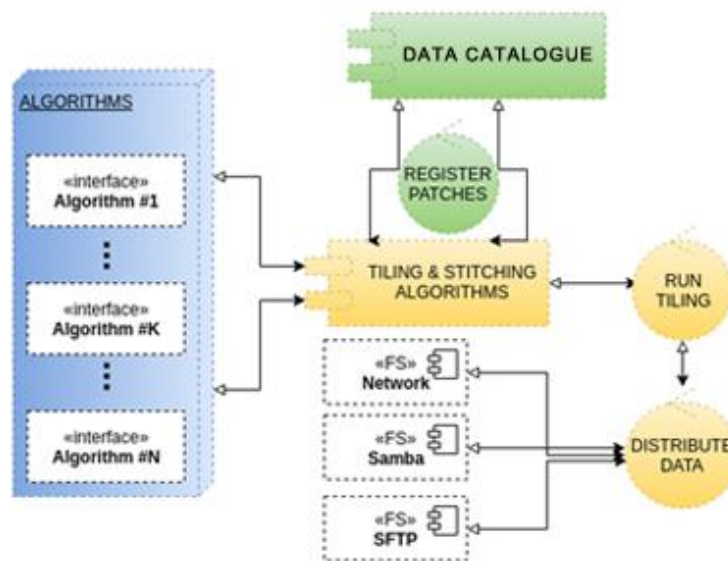 DATA CATALOGUE
ALGORITHMS
«interface»
Algorithm #1
«interface»
Algorithm #K
«interface»
Algorithm #N
REGISTER
PATCHES
TILING & STITCHING
ALGORITHMS
RUN
TILING
«FS»
Network
«FS»
Samba
«FS»
SFTP
DISTRIBUTE
DATA